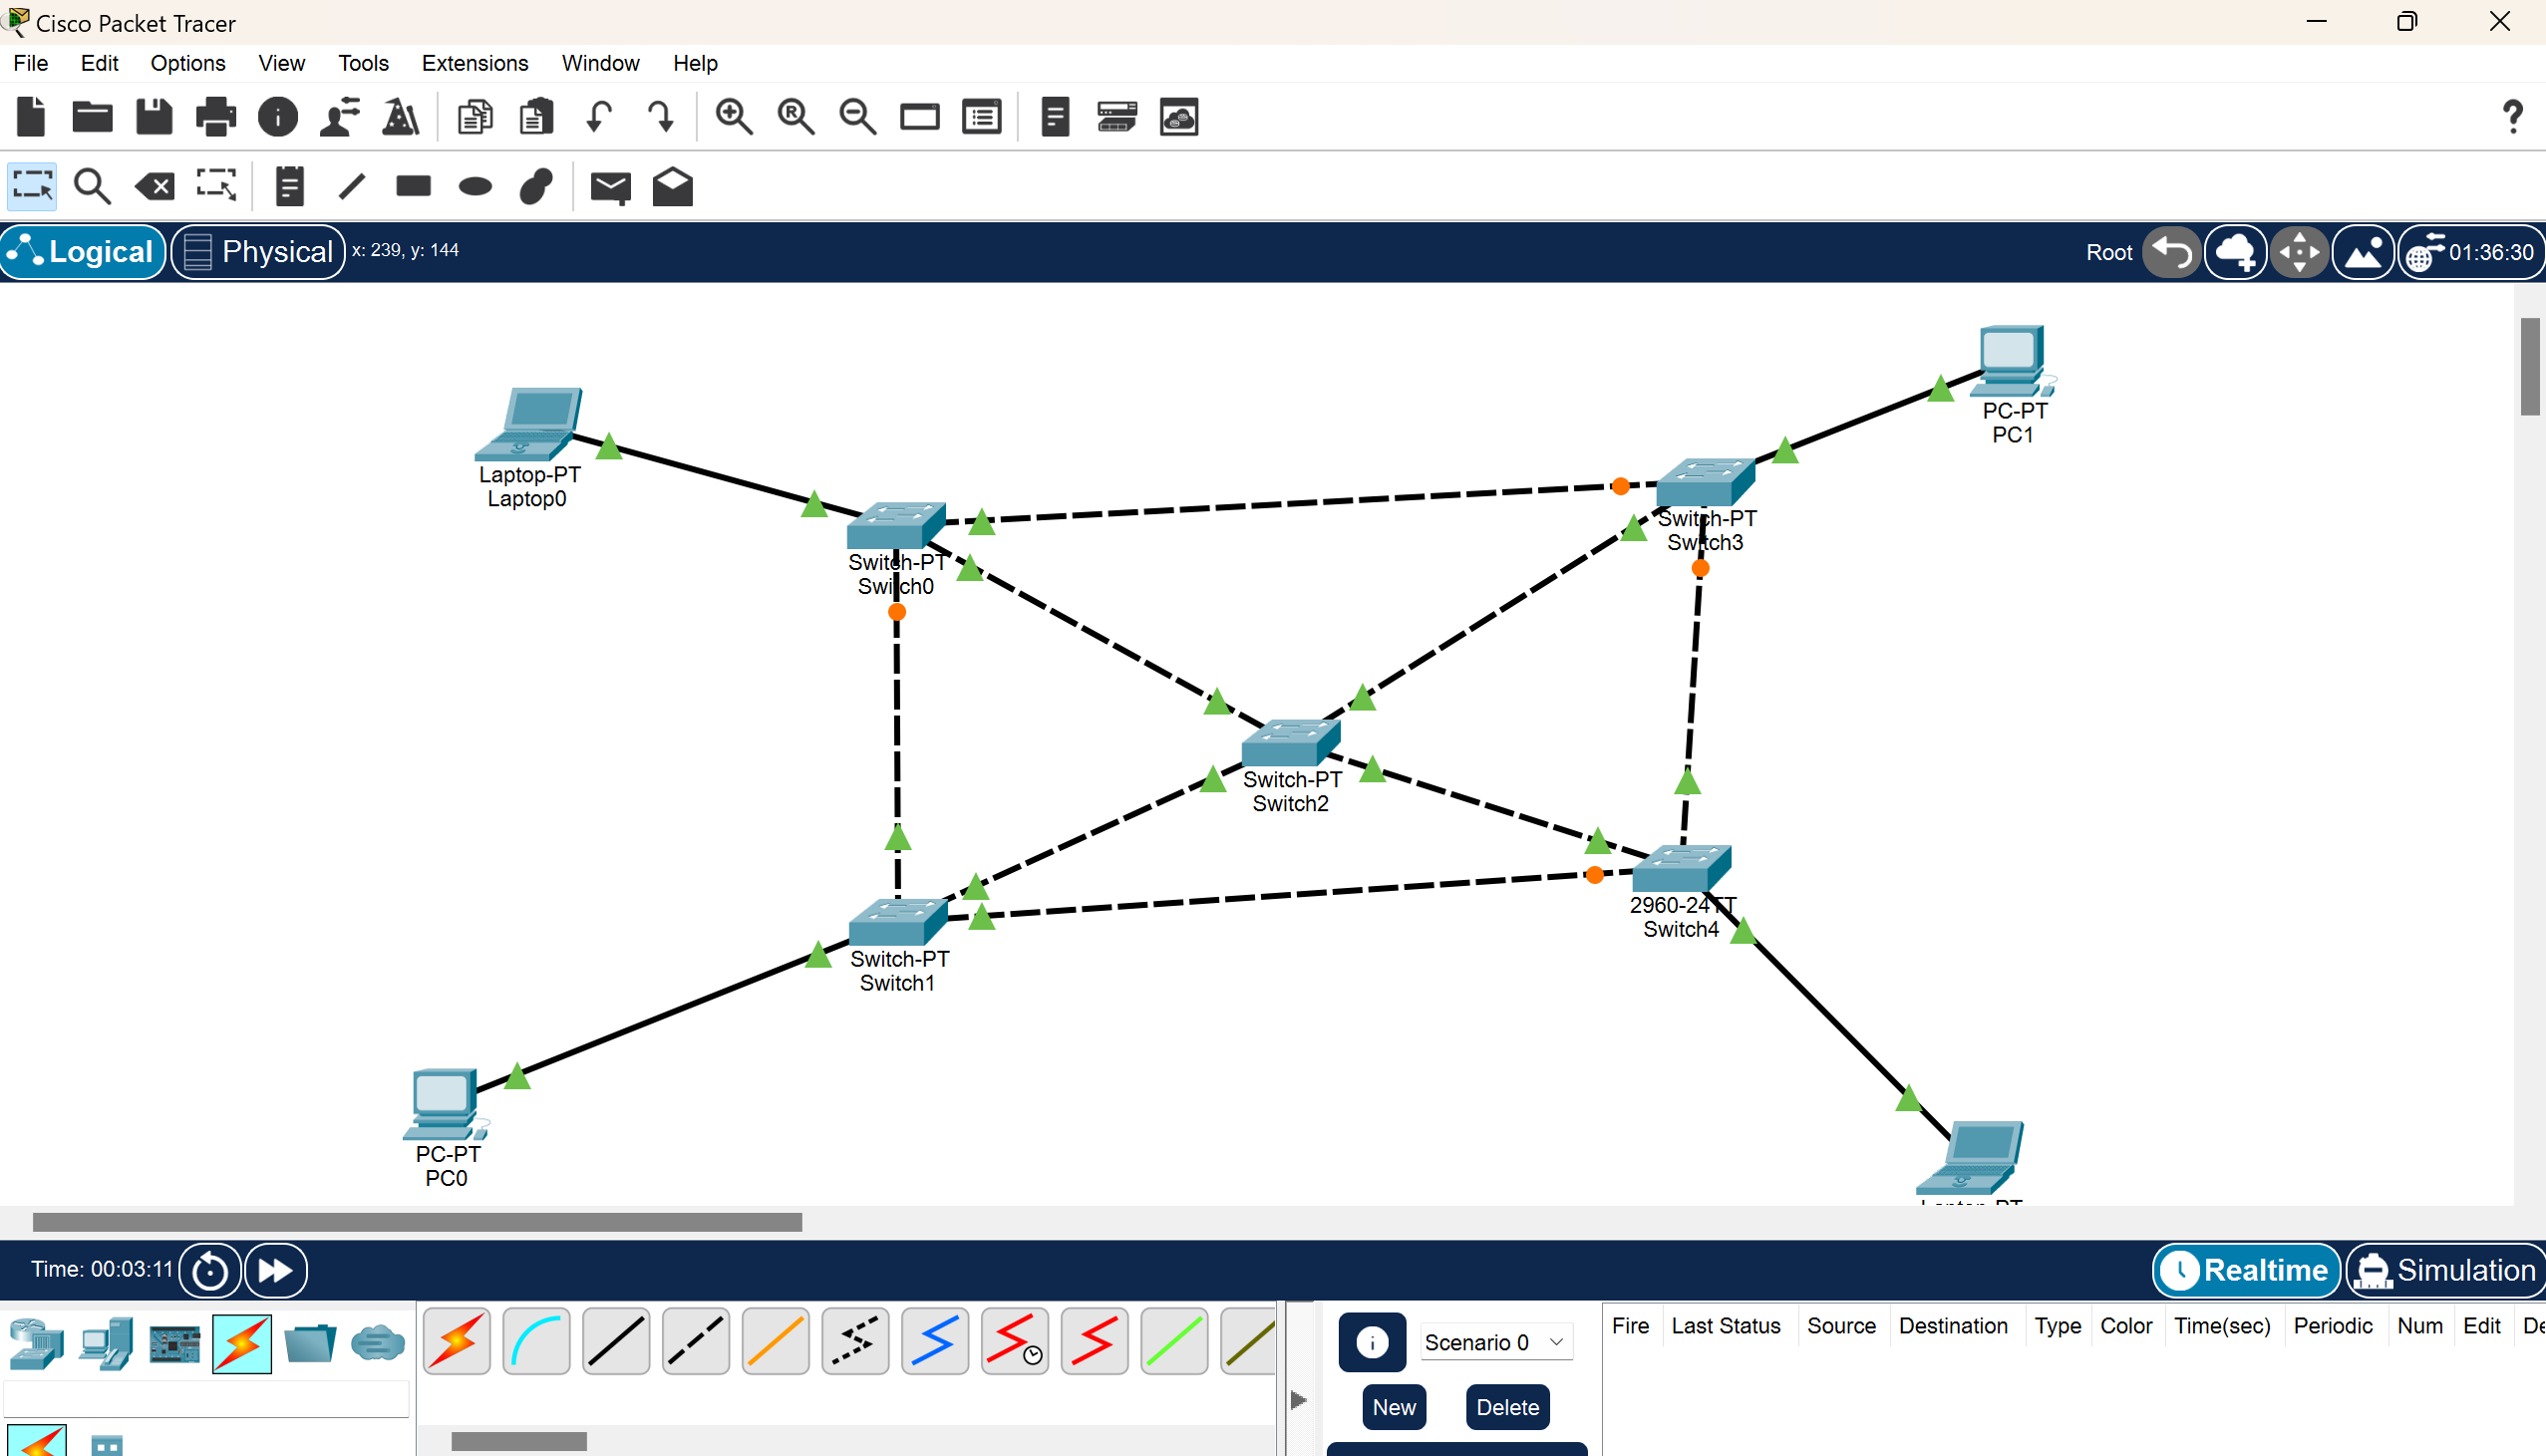 Cisco Packet Tracer
File Edit Options View Tools Extensions Window Help
Logical Physical x: 239, y: 144 Root 01:36:30
PC-PT
PC1
Laptop-PT
Laptop0
Switch-PT
Switch3
Switch-PT
Switch0
Switch-PT
Switch2
2960-24TT
Switch4
Switch-PT
Switch1
PC-PT
PC0
Laptop-PT
Time: 00:03:11 Realtime Simulation
Scenario 0
Fire Last Status Source Destination Type Color Time(sec) Periodic Num Edit De
New Delete